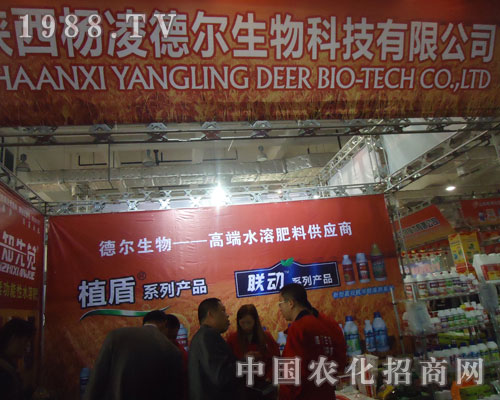 1988.TV
陕西杨凌德尔生物科技有限公司
SHAANXI YANGLING DEER BIO-TECH CO.,LTD
德尔生物——高端水溶肥料供应商
植盾® 系列产品
联动 系列产品
中国农化招商网